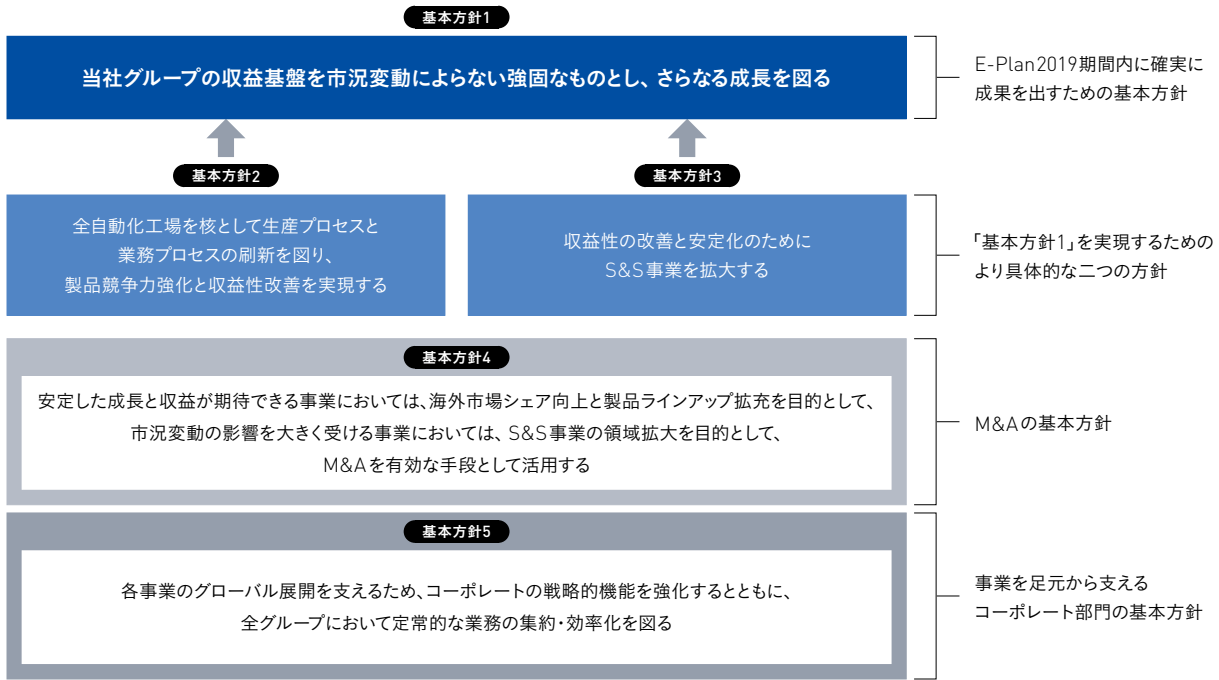 基本方針1
当社グループの収益基盤を市況変動によらない強固なものとし、さらなる成長を図る
E-Plan2019期間内に確実に
成果を出すための基本方針
基本方針2
全自動化工場を核として生産プロセスと
業務プロセスの刷新を図り、
製品競争力強化と収益性改善を実現する
基本方針3
収益性の改善と安定化のために
S&S事業を拡大する
「基本方針1」を実現するための
より具体的な二つの方針
基本方針4
安定した成長と収益が期待できる事業においては、海外市場シェア向上と製品ラインアップ拡充を目的として、
市況変動の影響を大きく受ける事業においては、S&S事業の領域拡大を目的として、
M&Aを有効な手段として活用する
M&Aの基本方針
基本方針5
各事業のグローバル展開を支えるため、コーポレートの戦略的機能を強化するとともに、
全グループにおいて定常的な業務の集約・効率化を図る
事業を足元から支える
コーポレート部門の基本方針